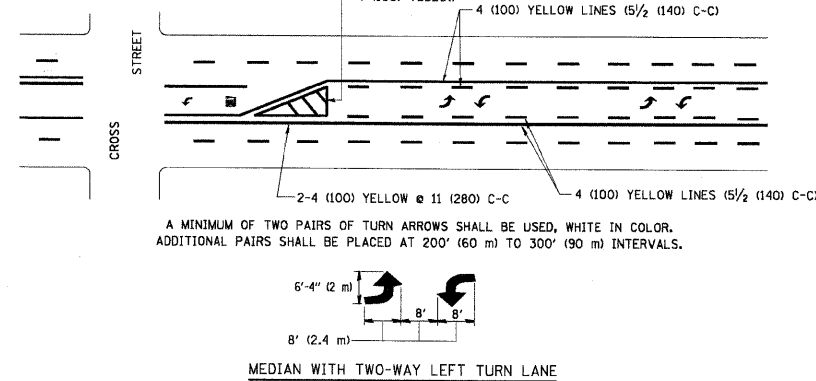 4 (100) YELLOW LINES (5½ (140) C-C)
STREET
CROSS
2-4 (100) YELLOW @ 11 (280) C-C
4 (100) YELLOW LINES (5½ (140) C-C)
A MINIMUM OF TWO PAIRS OF TURN ARROWS SHALL BE USED, WHITE IN COLOR.
ADDITIONAL PAIRS SHALL BE PLACED AT 200' (60 m) TO 300' (90 m) INTERVALS.
6'-4" (2 m)
8' 8'
8' (2.4 m)
MEDIAN WITH TWO-WAY LEFT TURN LANE